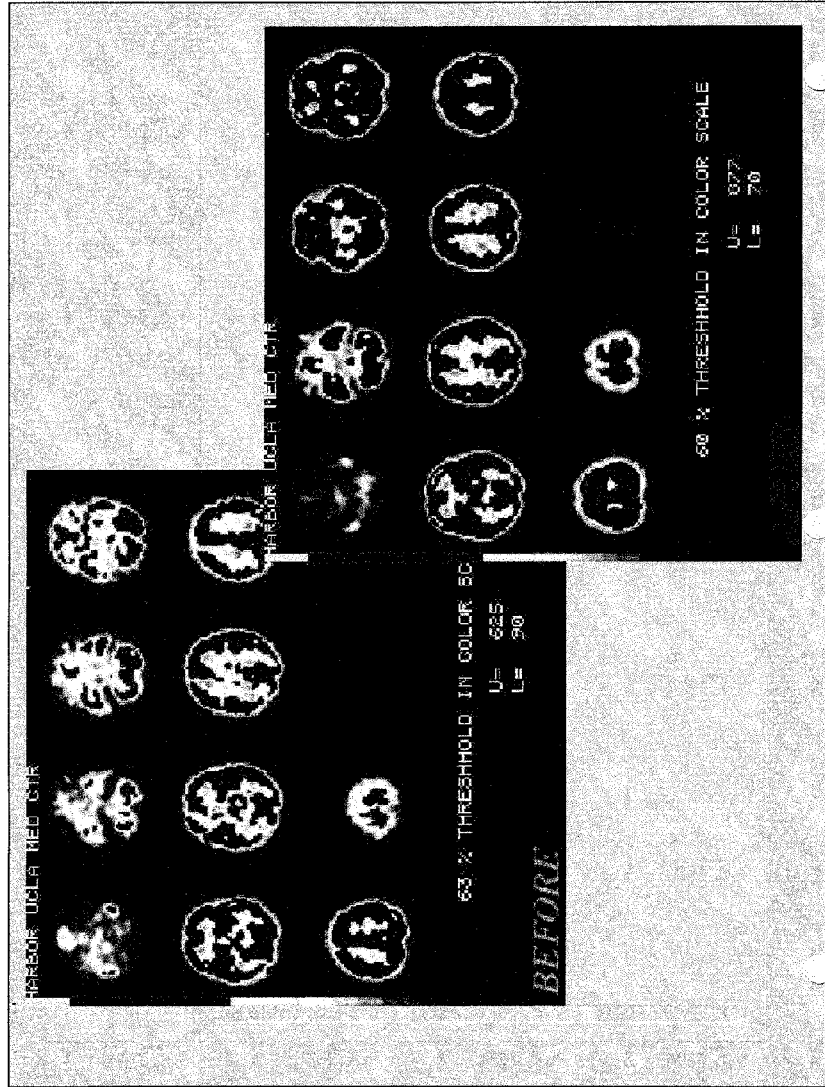 HARBOR UCLA MED CTR
60 % THRESHHOLD IN COLOR SC
U= 625
L= 90
BEFORE
HARBOR UCLA MED CTR
60 % THRESHHOLD IN COLOR SCALE
U= 677
L= 70